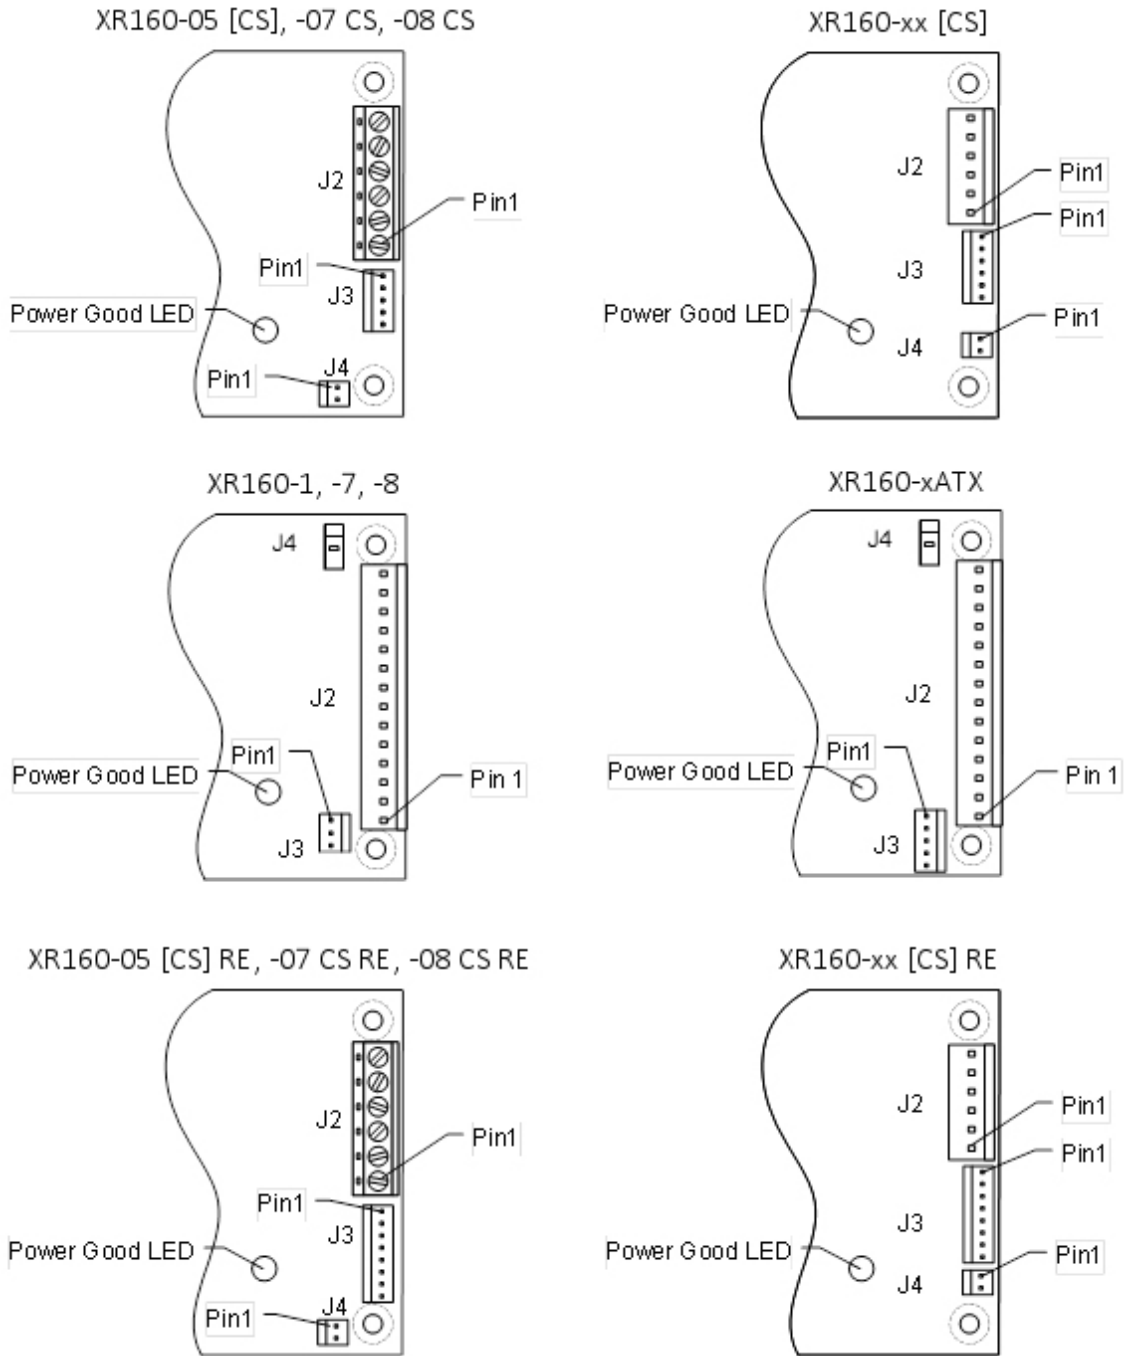 XR160-05 [CS], -07 CS, -08 CS
J2
Pin1
Pin1
J3
Power Good LED
J4
Pin1
XR160-xx [CS]
J2
Pin1
Pin1
J3
Power Good LED
Pin1
J4
XR160-1, -7, -8
J4
J2
Pin1
Power Good LED
Pin 1
J3
XR160-xATX
J4
J2
Pin1
Power Good LED
Pin 1
J3
XR160-05 [CS] RE, -07 CS RE, -08 CS RE
J2
Pin1
Pin1
J3
Power Good LED
J4
Pin1
XR160-xx [CS] RE
J2
Pin1
Pin1
J3
Power Good LED
Pin1
J4